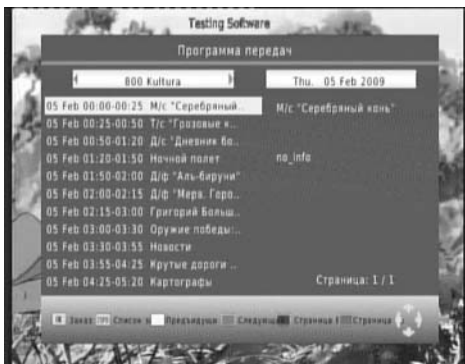 Testing Software
Программа передач
800 Kultura
Thu. 05 Feb 2009
05 Feb 00:00-00:25 М/с "Серебряный..
М/с "Серебряный конь"
05 Feb 00:25-00:50 Т/с "Грозовые к..
05 Feb 00:50-01:20 Д/с "Дневник бо..
05 Feb 01:20-01:50 Ночной полет
no_info
05 Feb 01:50-02:00 Д/ф "Аль-бируни"
05 Feb 02:00-02:15 Д/ф "Мерв. Горо..
05 Feb 02:15-03:00 Григорий Больш..
05 Feb 03:00-03:30 Оружие победы:..
05 Feb 03:30-03:55 Новости
05 Feb 03:55-04:25 Крутые дороги ..
05 Feb 04:25-05:20 Картографы
Страница: 1 / 1
Заказ Список Предыдущи Следующ Страница Страница